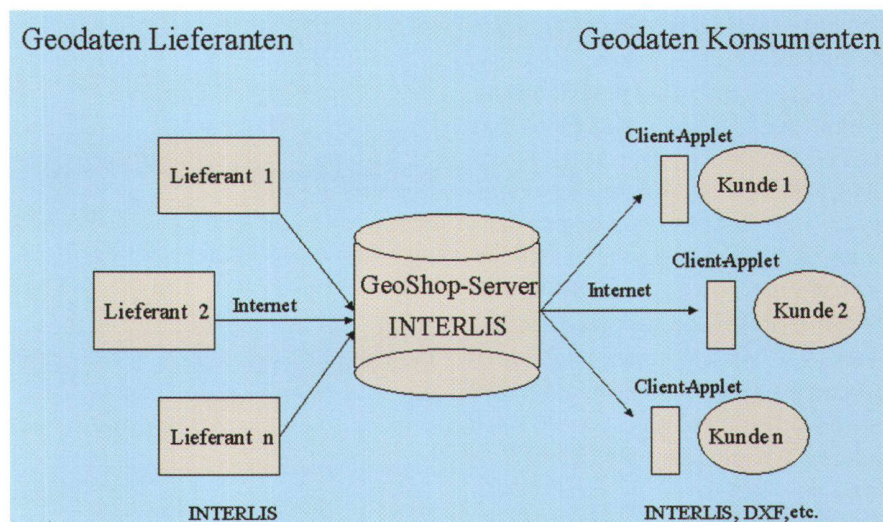 Geodaten Lieferanten
Geodaten Konsumenten
Lieferant 1
Lieferant 2
Lieferant n
Internet
GeoShop-Server
INTERLIS
Internet
Client-Applet
Kunde 1
Client-Applet
Kunde 2
Client-Applet
Kunde n
INTERLIS
INTERLIS, DXF, etc.